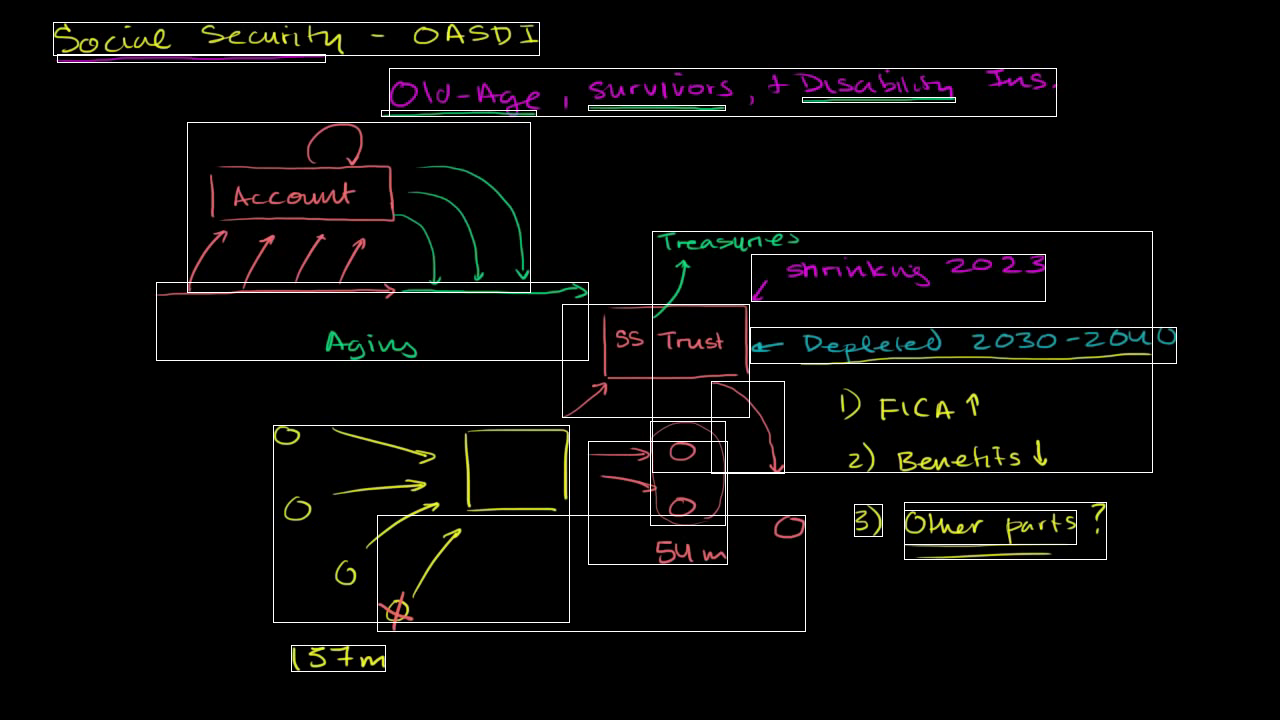 Social Security - OASDI
Old-Age, survivors, + Disability Ins.
Account
Treasuries
shrinking 2023
Aging
SS Trust
Depleted 2030-2040
1) FICA ↑
2) Benefits ↓
3) Other parts ?
54 m
157m